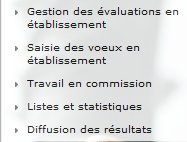 Gestion des évaluations en
établissement
Saisie des voeux en
établissement
Travail en commission
Listes et statistiques
Diffusion des résultats